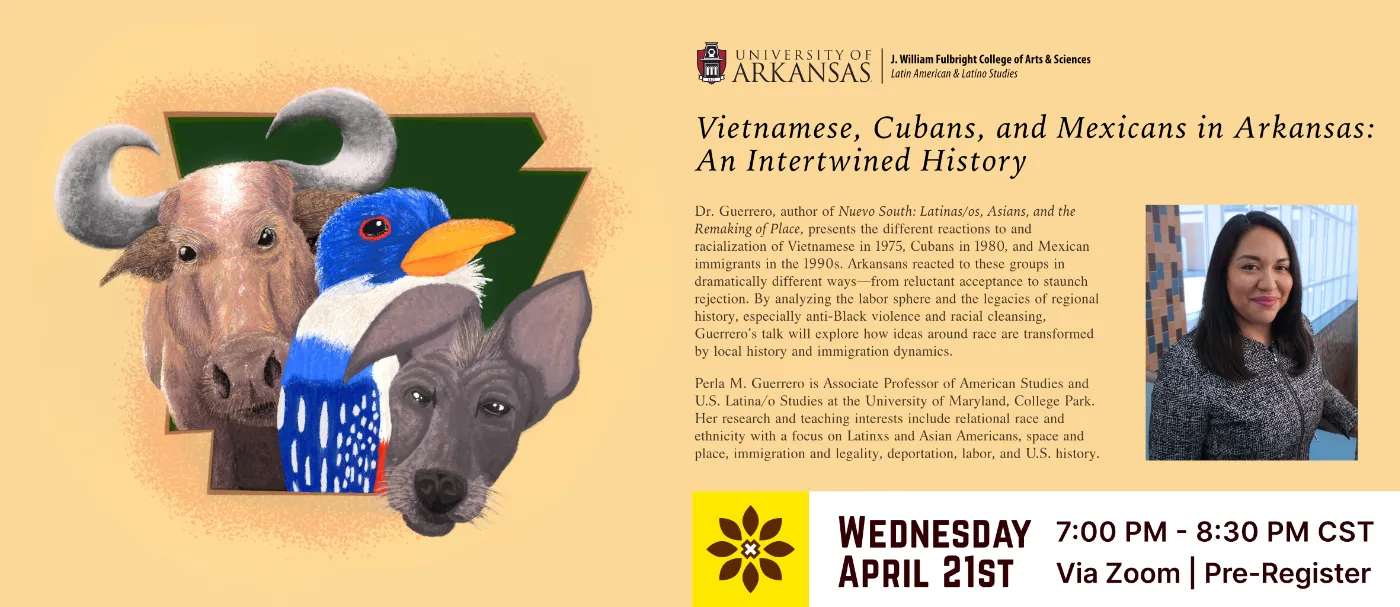 UNIVERSITY OF
ARKANSAS
J. William Fulbright College of Arts & Sciences
Latin American & Latino Studies
Vietnamese, Cubans, and Mexicans in Arkansas:
An Intertwined History
Dr. Guerrero, author of Nuevo South: Latinas/os, Asians, and the
Remaking of Place, presents the different reactions to and
racialization of Vietnamese in 1975, Cubans in 1980, and Mexican
immigrants in the 1990s. Arkansans reacted to these groups in
dramatically different ways—from reluctant acceptance to staunch
rejection. By analyzing the labor sphere and the legacies of regional
history, especially anti-Black violence and racial cleansing,
Guerrero's talk will explore how ideas around race are transformed
by local history and immigration dynamics.
Perla M. Guerrero is Associate Professor of American Studies and
U.S. Latina/o Studies at the University of Maryland, College Park.
Her research and teaching interests include relational race and
ethnicity with a focus on Latinxs and Asian Americans, space and
place, immigration and legality, deportation, labor, and U.S. history.
WEDNESDAY
APRIL 21ST
7:00 PM - 8:30 PM CST
Via Zoom | Pre-Register